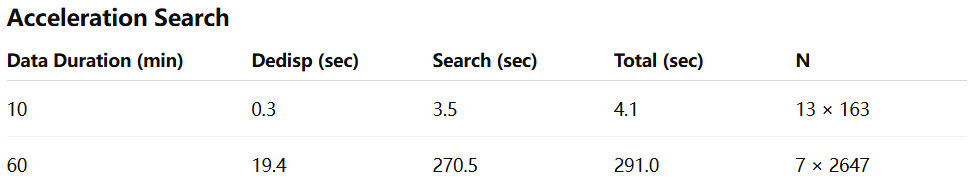 Acceleration Search
Data Duration (min) Dedisp (sec) Search (sec) Total (sec) N
10 0.3 3.5 4.1 13 × 163
60 19.4 270.5 291.0 7 × 2647